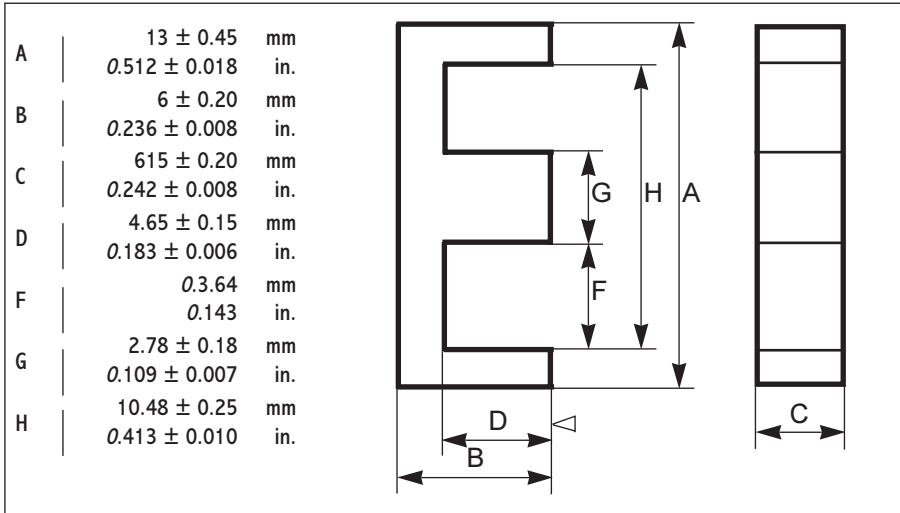 A | 13 ± 0.45 mm
0.512 ± 0.018 in.
B | 6 ± 0.20 mm
0.236 ± 0.008 in.
C | 615 ± 0.20 mm
0.242 ± 0.008 in.
D | 4.65 ± 0.15 mm
0.183 ± 0.006 in.
F | 0.3.64 mm
0.143 in.
G | 2.78 ± 0.18 mm
0.109 ± 0.007 in.
H | 10.48 ± 0.25 mm
0.413 ± 0.010 in.
G
H
A
F
D
B
C